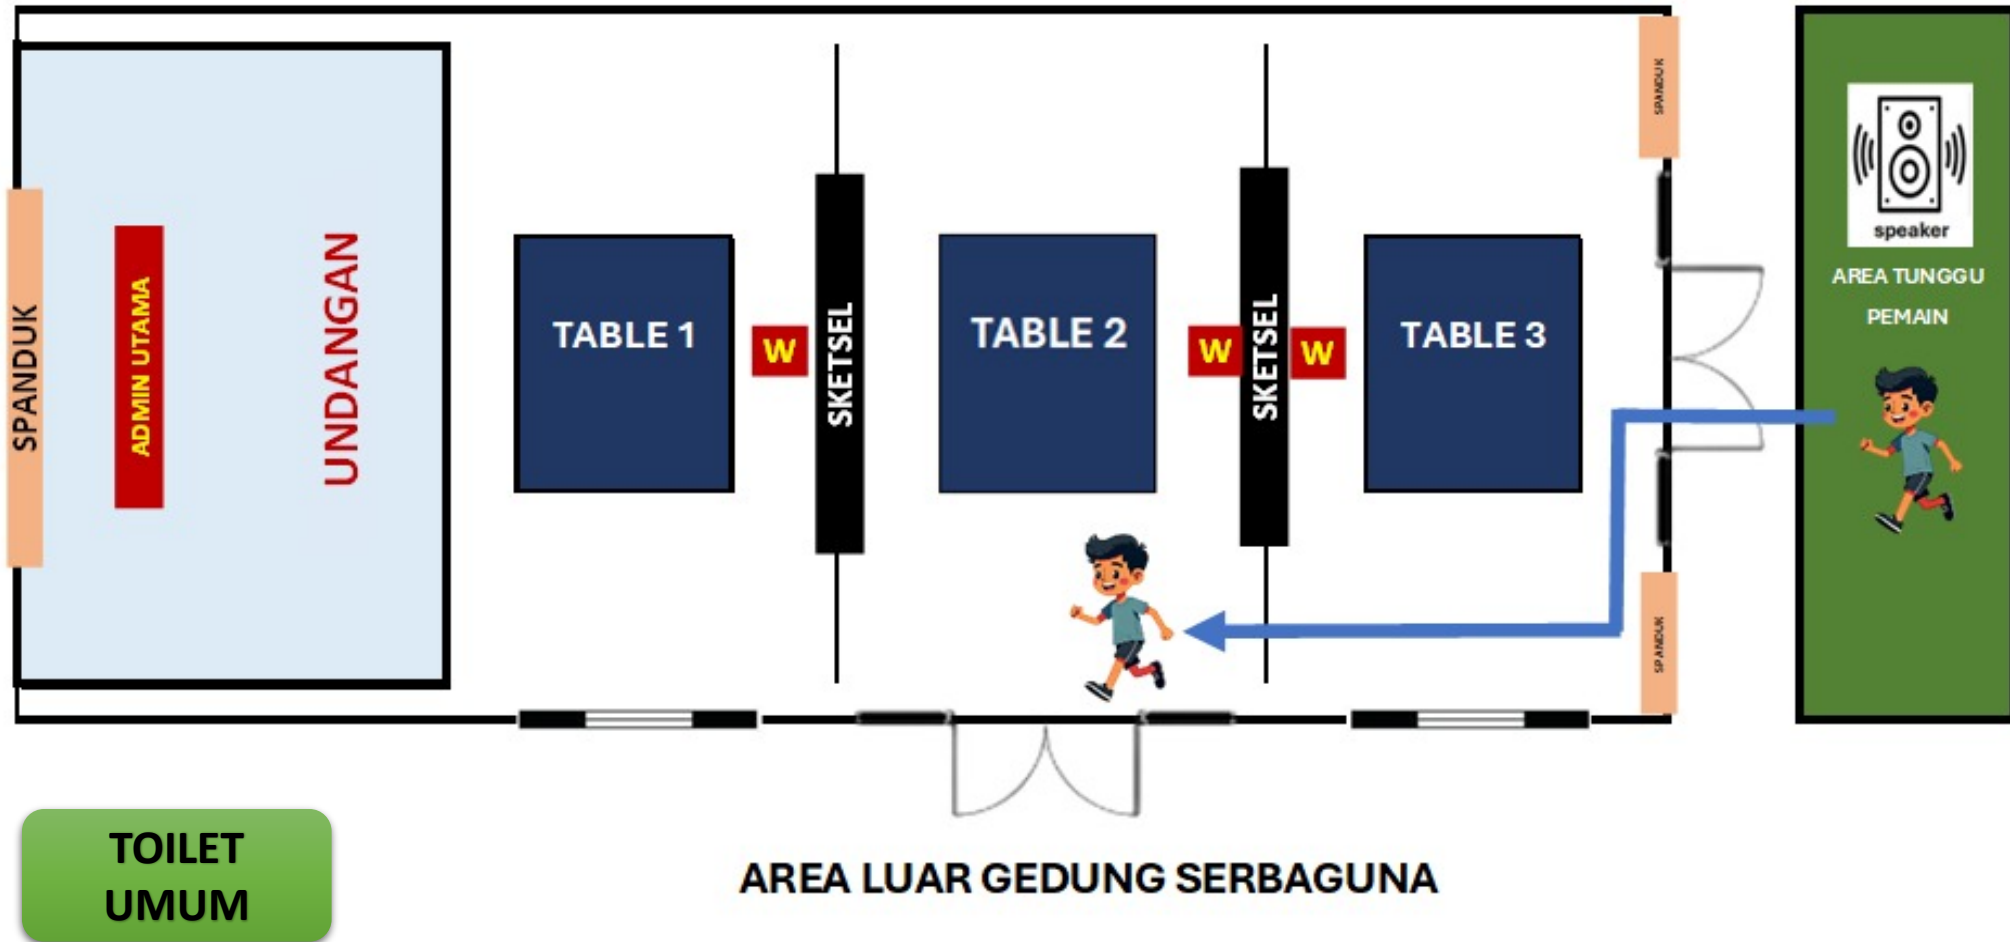 SPANDUK
ADMIN UTAMA
UNDANGAN
TABLE 1
W
SKETSEL
TABLE 2
W
SKETSEL
W
TABLE 3
SPANDUK
SPANDUK
speaker
AREA TUNGGU
PEMAIN
TOILET
UMUM
AREA LUAR GEDUNG SERBAGUNA